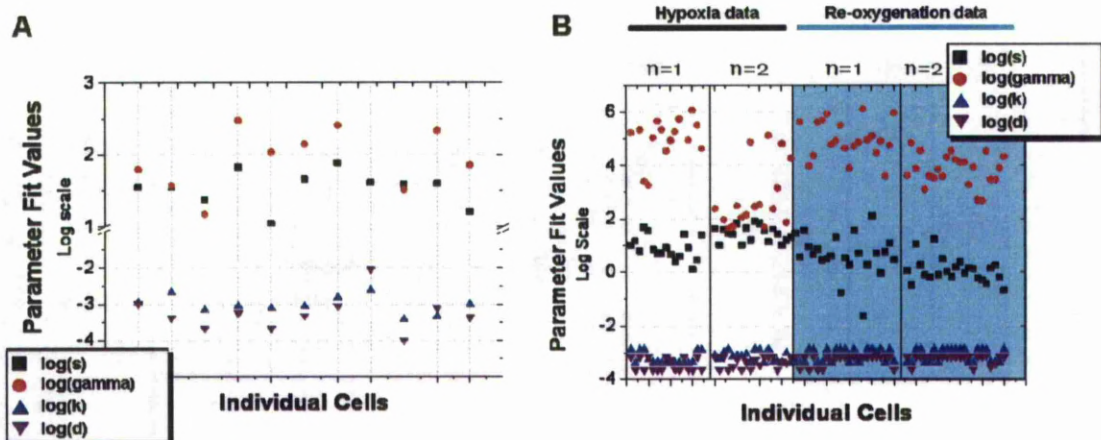 A
3
2
1
-2
-3
-4
Parameter Fit Values
Log scale
Individual Cells
log(s)
log(gamma)
log(k)
log(d)
B
Hypoxia data
Re-oxygenation data
n=1
n=2
n=1
n=2
log(s)
log(gamma)
log(k)
log(d)
6
4
2
0
-2
-4
Parameter Fit Values
Log Scale
Individual Cells